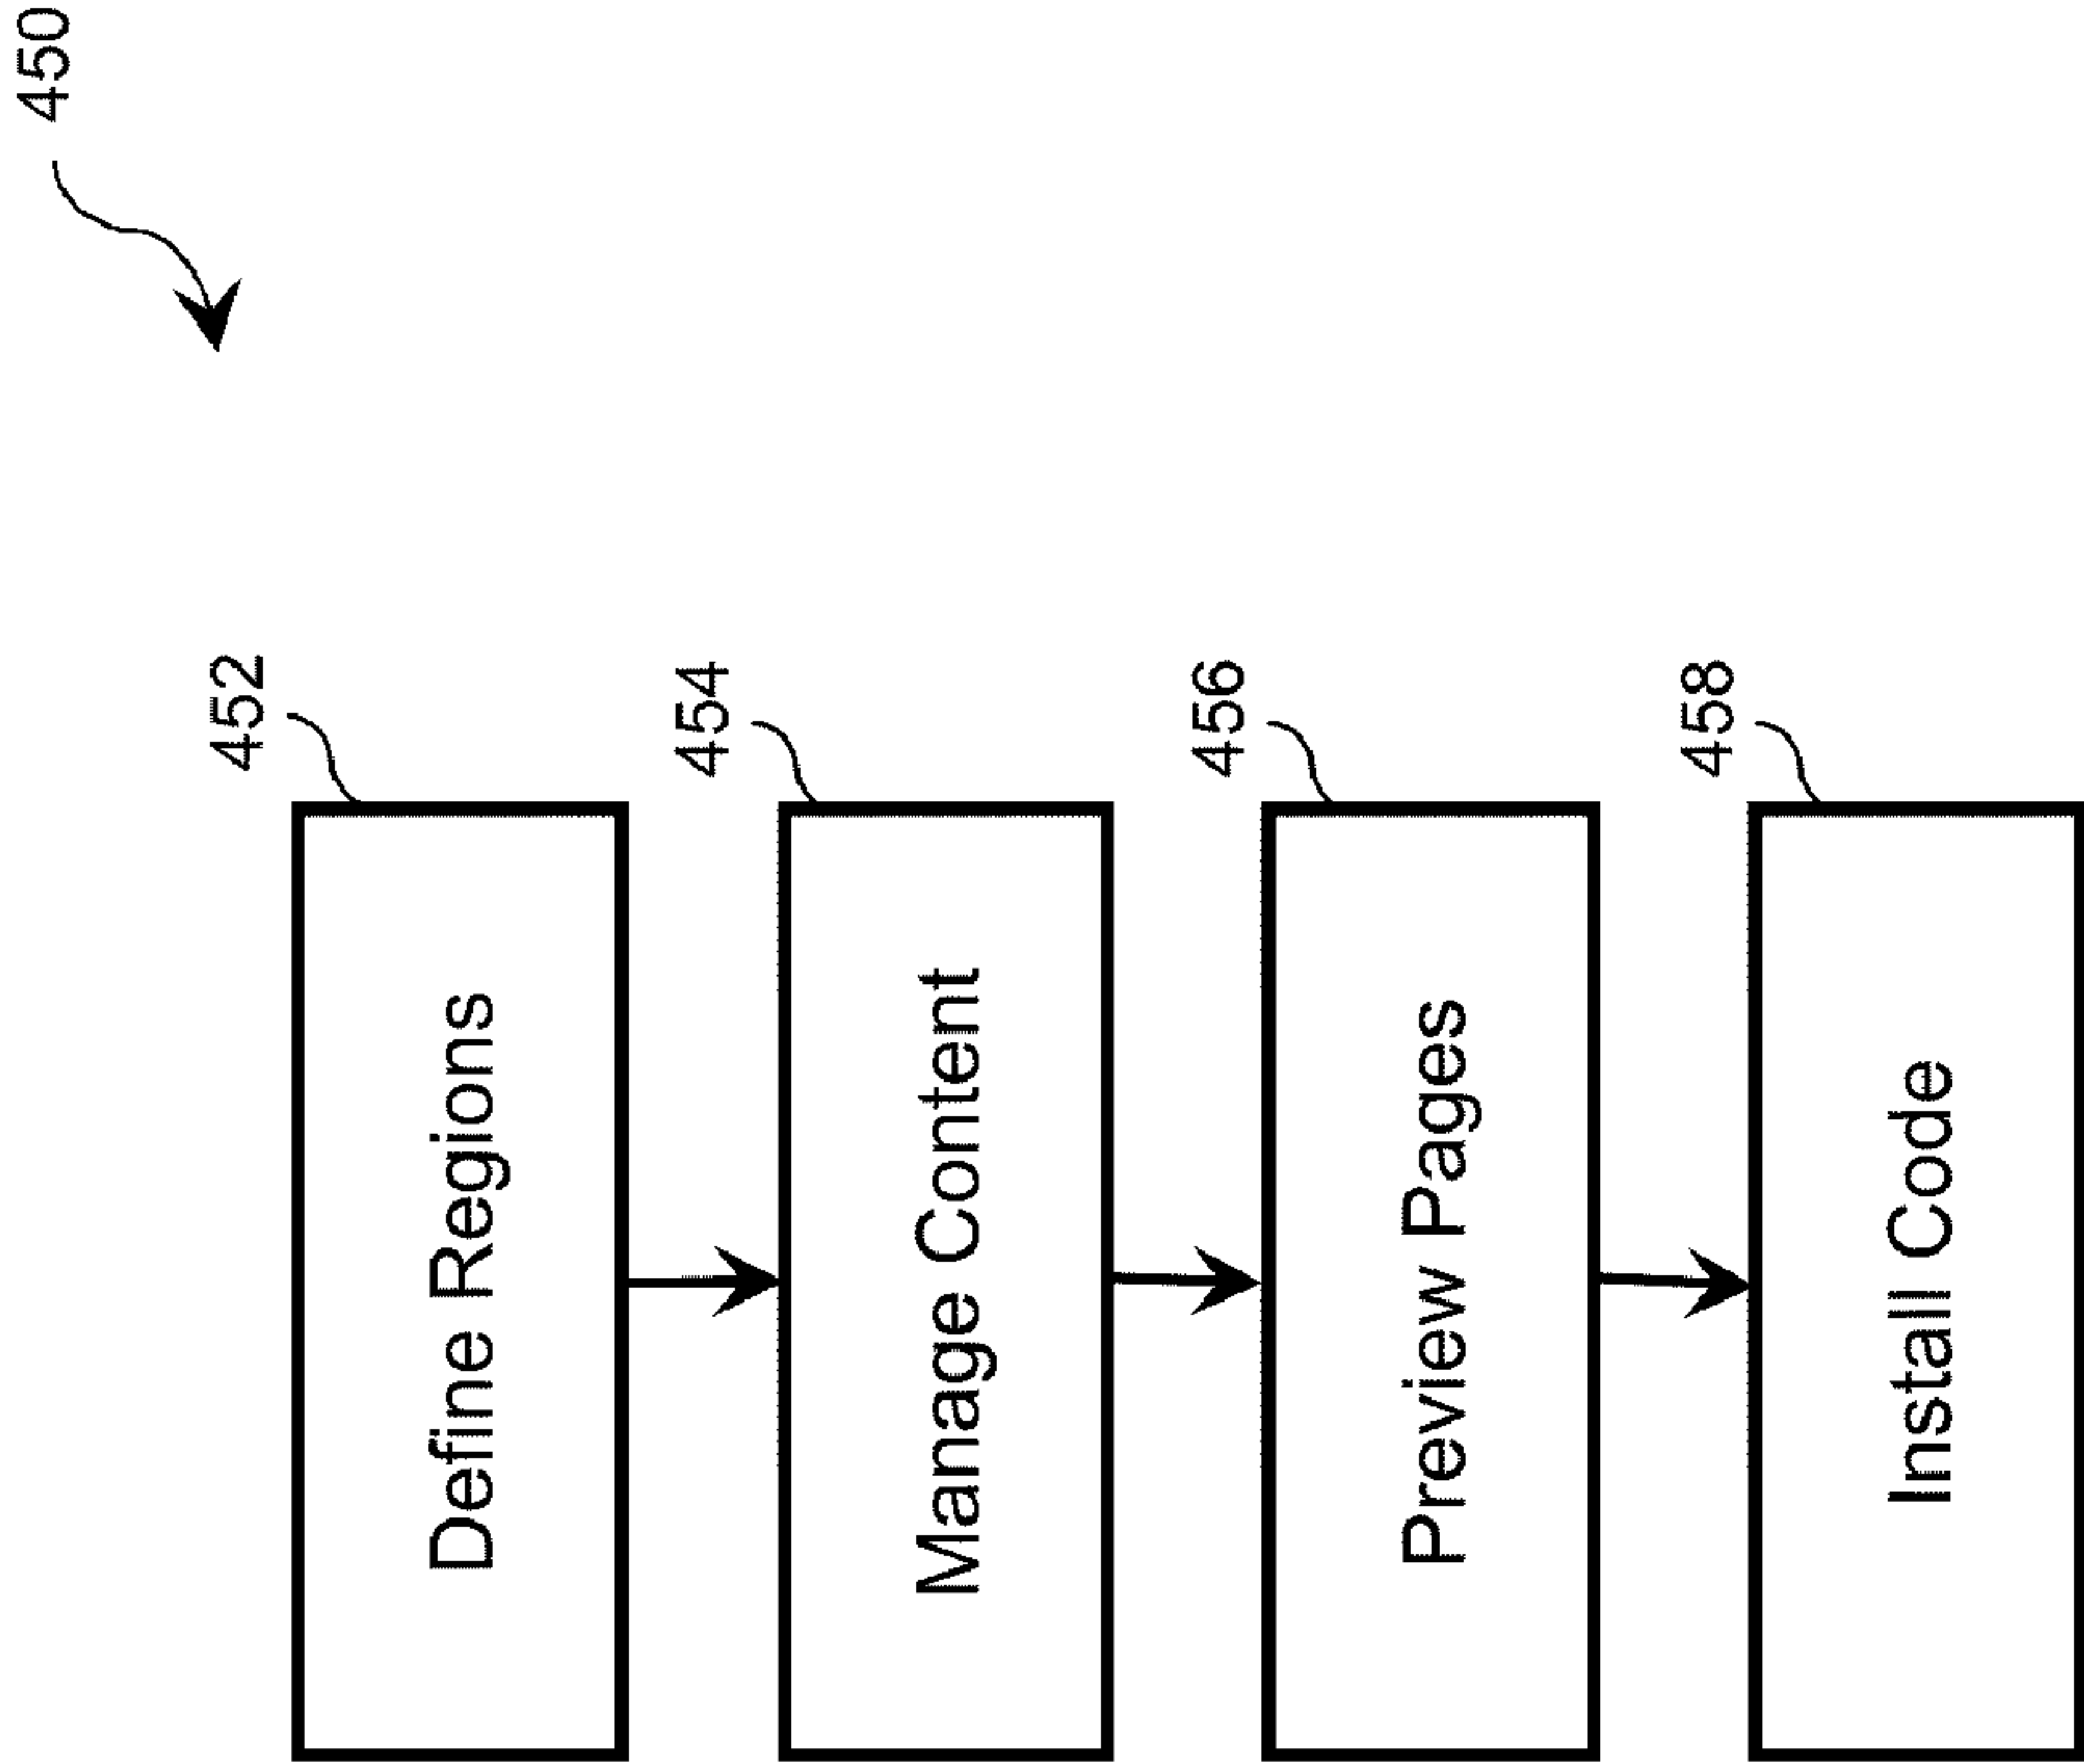 450
452
Define Regions
454
Manage Content
456
Preview Pages
458
Install Code